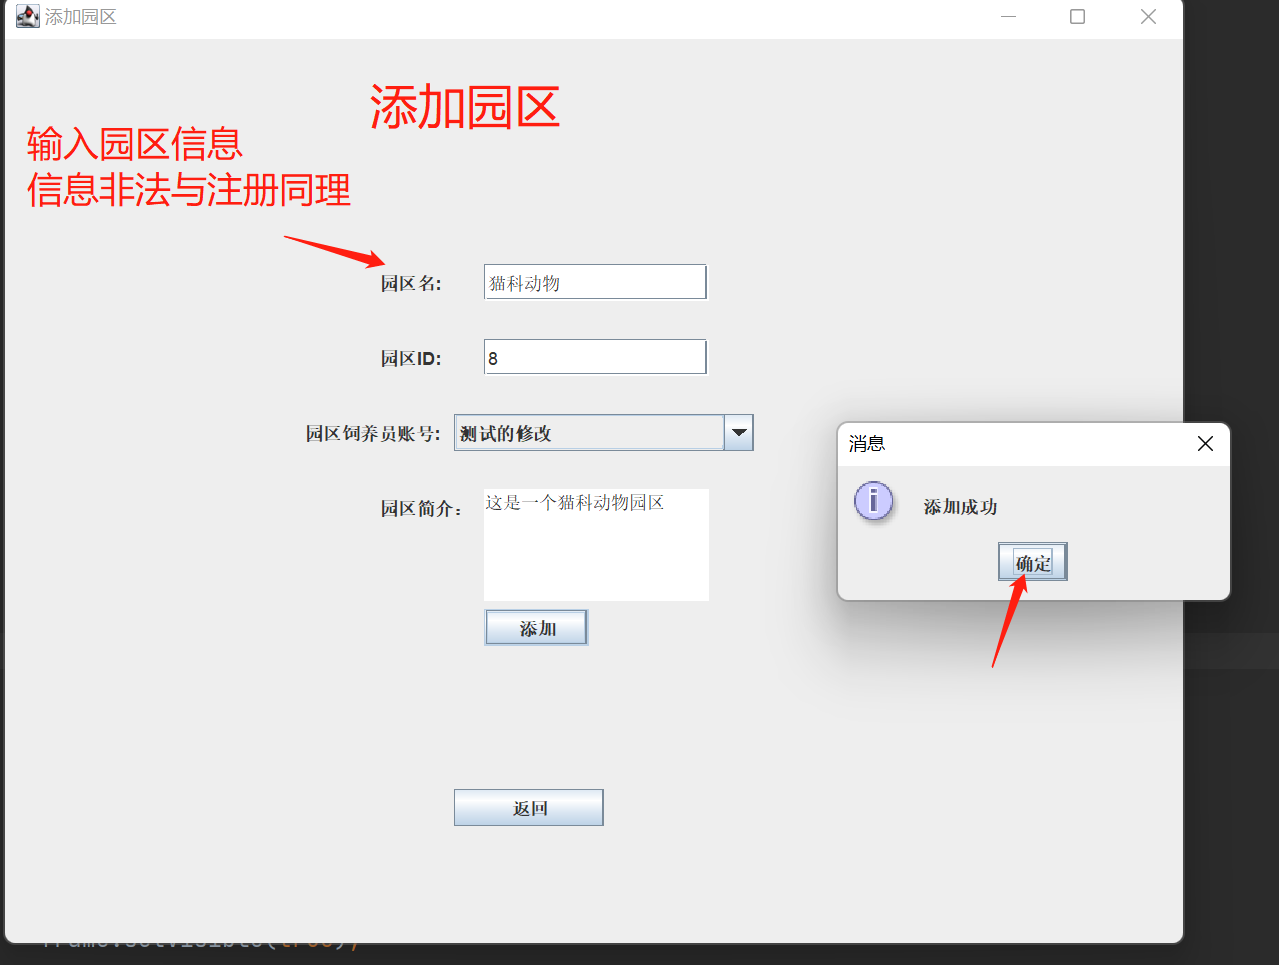 添加园区
添加园区
输入园区信息
信息非法与注册同理
园区名:
猫科动物
园区ID:
8
园区饲养员账号:
测试的修改
园区简介:
这是一个猫科动物园区
添加
返回
消息
i
添加成功
确定